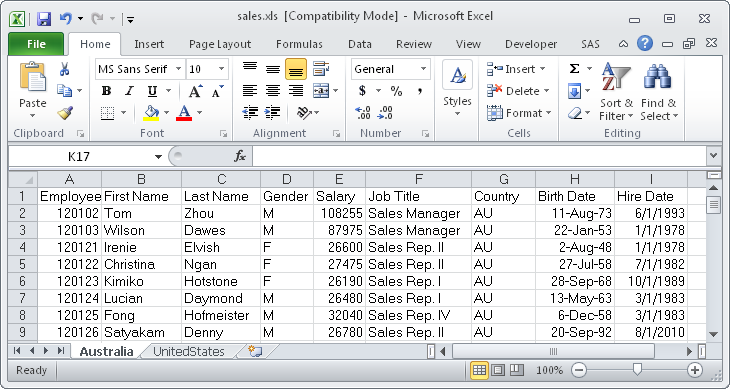 sales.xls [Compatibility Mode] - Microsoft Excel
File Home Insert Page Layout Formulas Data Review View Developer SAS
MS Sans Serif 10 General Insert Σ
Paste B I U A A $ % , Styles Delete Sort & Filter Find & Select
.00 .0 Format
Clipboard Font Alignment Number Cells Editing
K17 fx
A B C D E F G H I
1 Employee First Name Last Name Gender Salary Job Title Country Birth Date Hire Date
2 120102 Tom Zhou M 108255 Sales Manager AU 11-Aug-73 6/1/1993
3 120103 Wilson Dawes M 87975 Sales Manager AU 22-Jan-53 1/1/1978
4 120121 Irenie Elvish F 26600 Sales Rep. II AU 2-Aug-48 1/1/1978
5 120122 Christina Ngan F 27475 Sales Rep. II AU 27-Jul-58 7/1/1982
6 120123 Kimiko Hotstone F 26190 Sales Rep. I AU 28-Sep-68 10/1/1989
7 120124 Lucian Daymond M 26480 Sales Rep. I AU 13-May-63 3/1/1983
8 120125 Fong Hofmeister M 32040 Sales Rep. IV AU 6-Dec-58 3/1/1983
9 120126 Satyakam Denny M 26780 Sales Rep. II AU 20-Sep-92 8/1/2010
Australia UnitedStates
Ready 100%